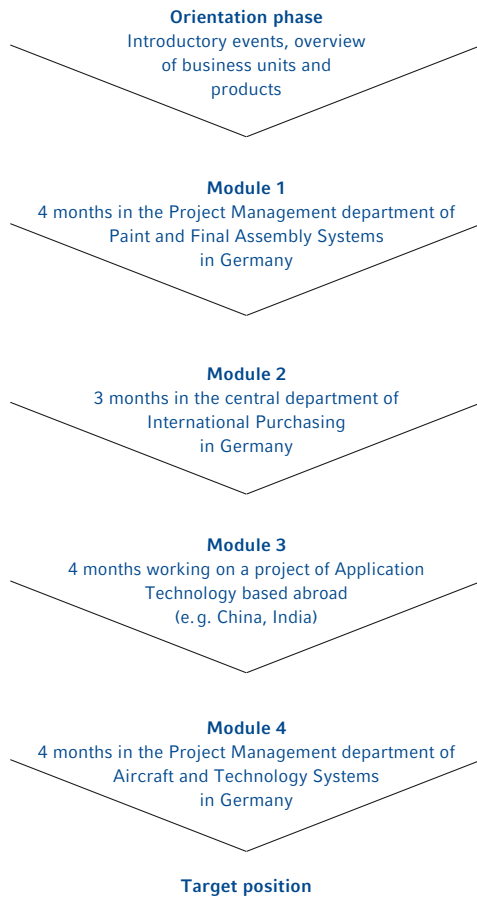 Orientation phase
Introductory events, overview
of business units and
products
Module 1
4 months in the Project Management department of
Paint and Final Assembly Systems
in Germany
Module 2
3 months in the central department of
International Purchasing
in Germany
Module 3
4 months working on a project of Application
Technology based abroad
(e. g. China, India)
Module 4
4 months in the Project Management department of
Aircraft and Technology Systems
in Germany
Target position